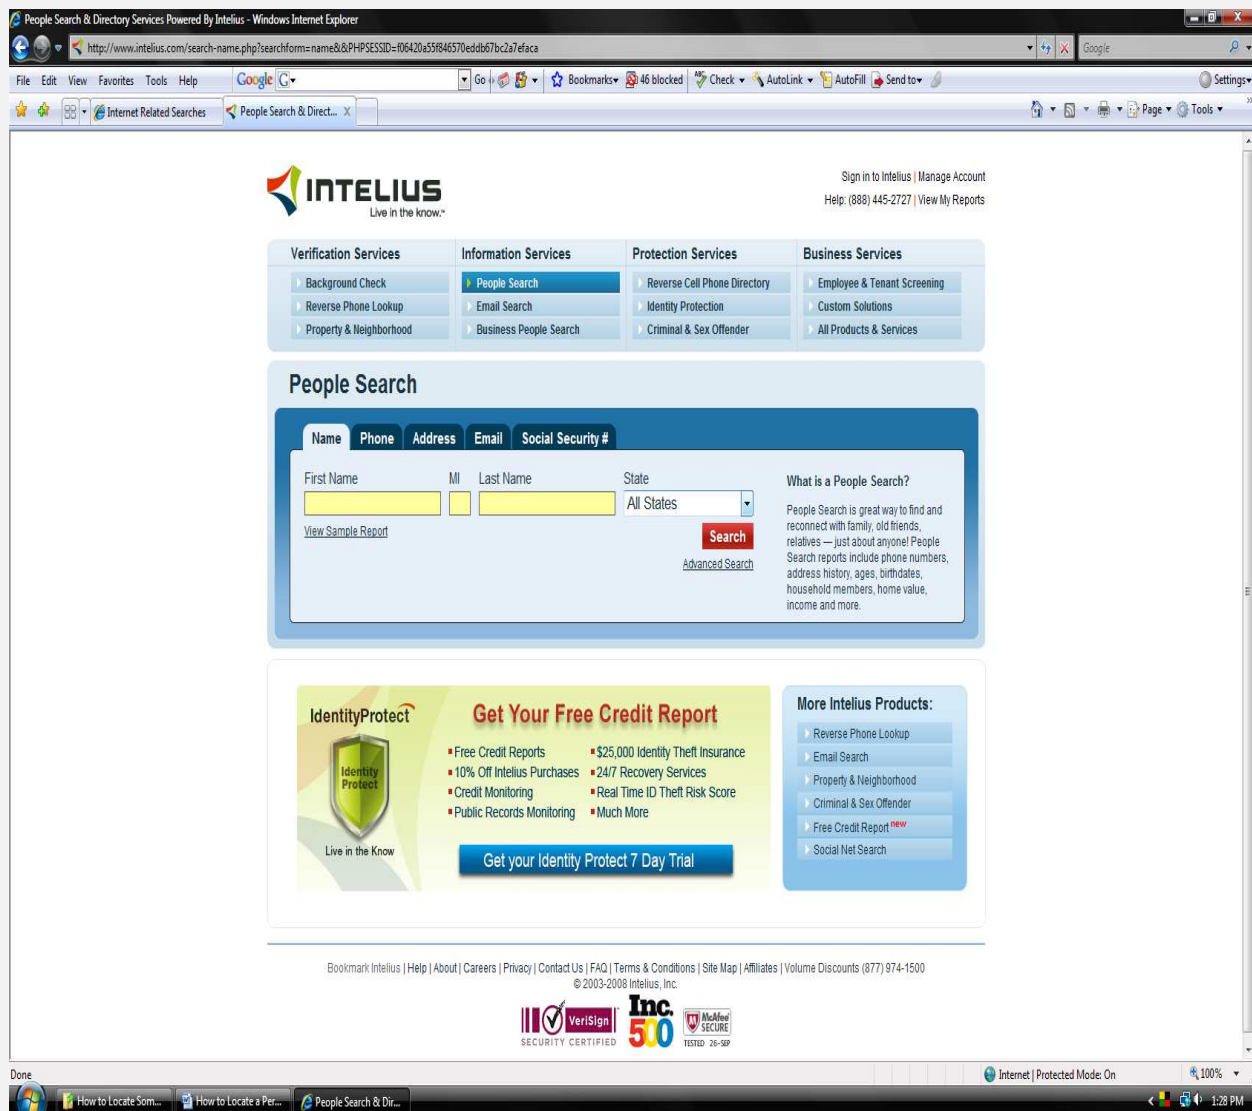 People Search & Directory Services Powered By Intelius - Windows Internet Explorer
http://www.intelius.com/search-name.php?searchform=name&&PHPSESSID=f06420a55f846570eddb67bc2a7efaca
Google
File Edit View Favorites Tools Help Google G Go Bookmarks 46 blocked Check AutoLink AutoFill Send to Settings
Internet Related Searches People Search & Direct... X Page Tools
INTELIUS
Live in the know.™
Sign in to Intelius | Manage Account
Help: (888) 445-2727 | View My Reports
Verification Services Information Services Protection Services Business Services
Background Check People Search Reverse Cell Phone Directory Employee & Tenant Screening
Reverse Phone Lookup Email Search Identity Protection Custom Solutions
Property & Neighborhood Business People Search Criminal & Sex Offender All Products & Services
People Search
Name Phone Address Email Social Security #
First Name MI Last Name State
All States
View Sample Report
Search
Advanced Search
What is a People Search?
People Search is great way to find and
reconnect with family, old friends,
relatives — just about anyone! People
Search reports include phone numbers,
address history, ages, birthdates,
household members, home value,
income and more.
IdentityProtect
Identity
Protect
Live in the Know
Get Your Free Credit Report
Free Credit Reports $25,000 Identity Theft Insurance
10% Off Intelius Purchases 24/7 Recovery Services
Credit Monitoring Real Time ID Theft Risk Score
Public Records Monitoring Much More
Get your Identity Protect 7 Day Trial
More Intelius Products:
Reverse Phone Lookup
Email Search
Property & Neighborhood
Criminal & Sex Offender
Free Credit Report new
Social Net Search
Bookmark Intelius | Help | About | Careers | Privacy | Contact Us | FAQ | Terms & Conditions | Site Map | Affiliates | Volume Discounts (877) 974-1500
© 2003-2008 Intelius, Inc.
VeriSign
SECURITY CERTIFIED
Inc.
500
McAfee
SECURE
TESTED 26-SEP
Done Internet | Protected Mode: On 100%
How to Locate Som... How to Locate a Per... People Search & Dir... 1:28 PM